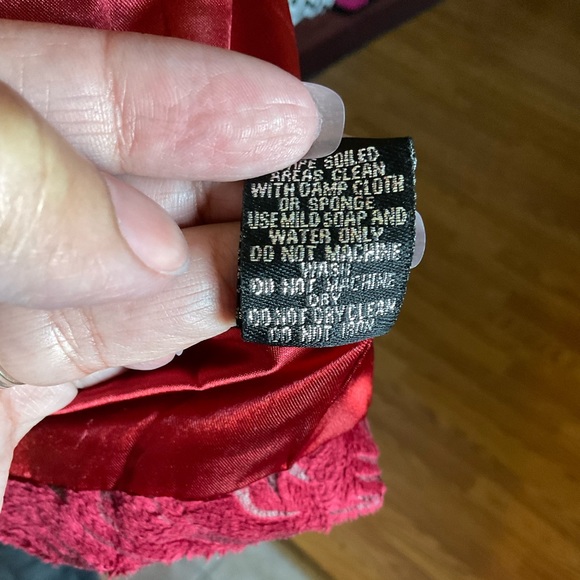 WIPE SOILED
AREAS CLEAN
WITH DAMP CLOTH
OR SPONGE
USE MILD SOAP AND
WATER ONLY
DO NOT MACHINE
WASH
DO NOT MACHINE
DRY
DO NOT DRY CLEAN
DO NOT IRON